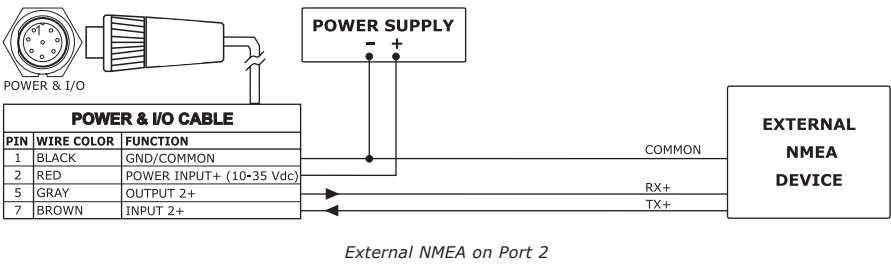 1
POWER & I/O
POWER SUPPLY
- +
POWER & I/O CABLE
PIN WIRE COLOR FUNCTION
1 BLACK GND/COMMON
2 RED POWER INPUT+ (10-35 Vdc)
5 GRAY OUTPUT 2+
7 BROWN INPUT 2+
COMMON
RX+
TX+
EXTERNAL
NMEA
DEVICE
External NMEA on Port 2